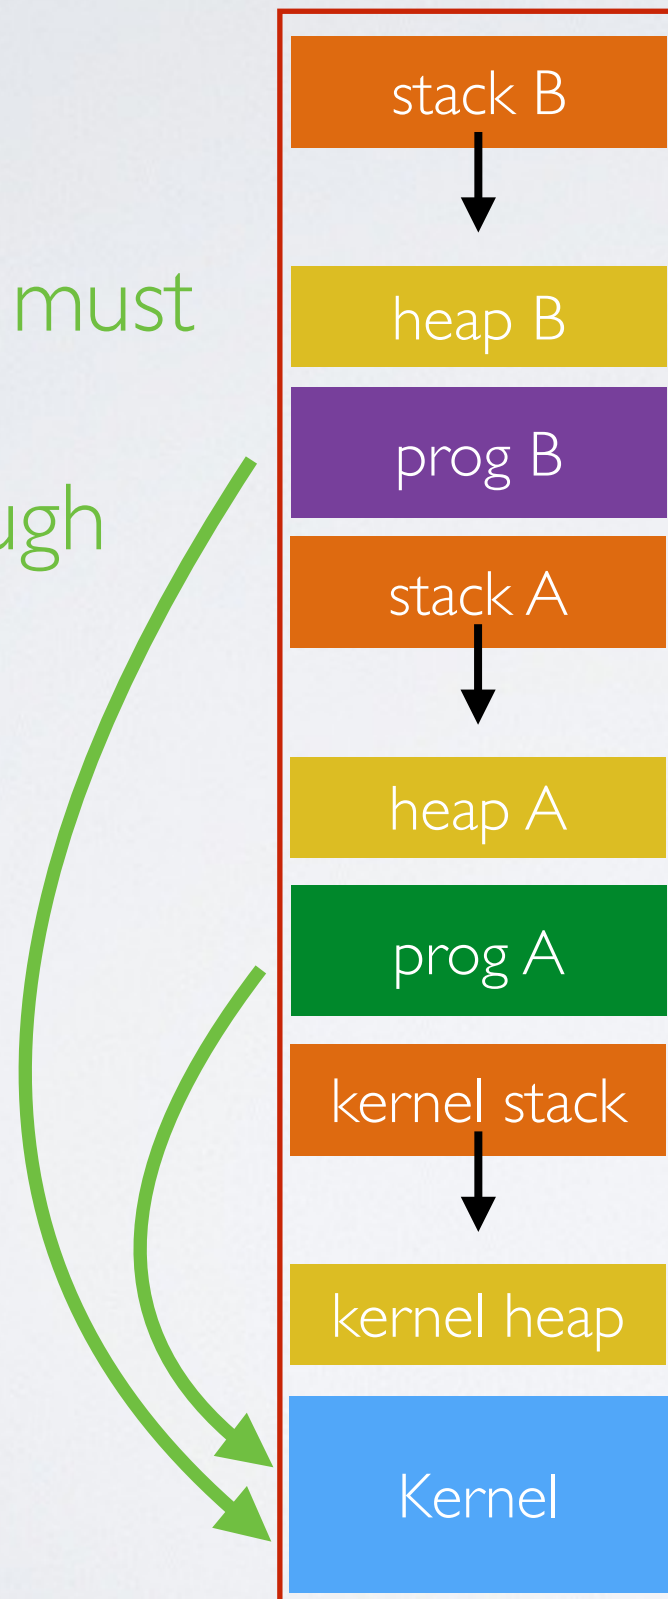 stack B
must
heap B
prog B
stack A
heap A
prog A
kernel stack
kernel heap
Kernel